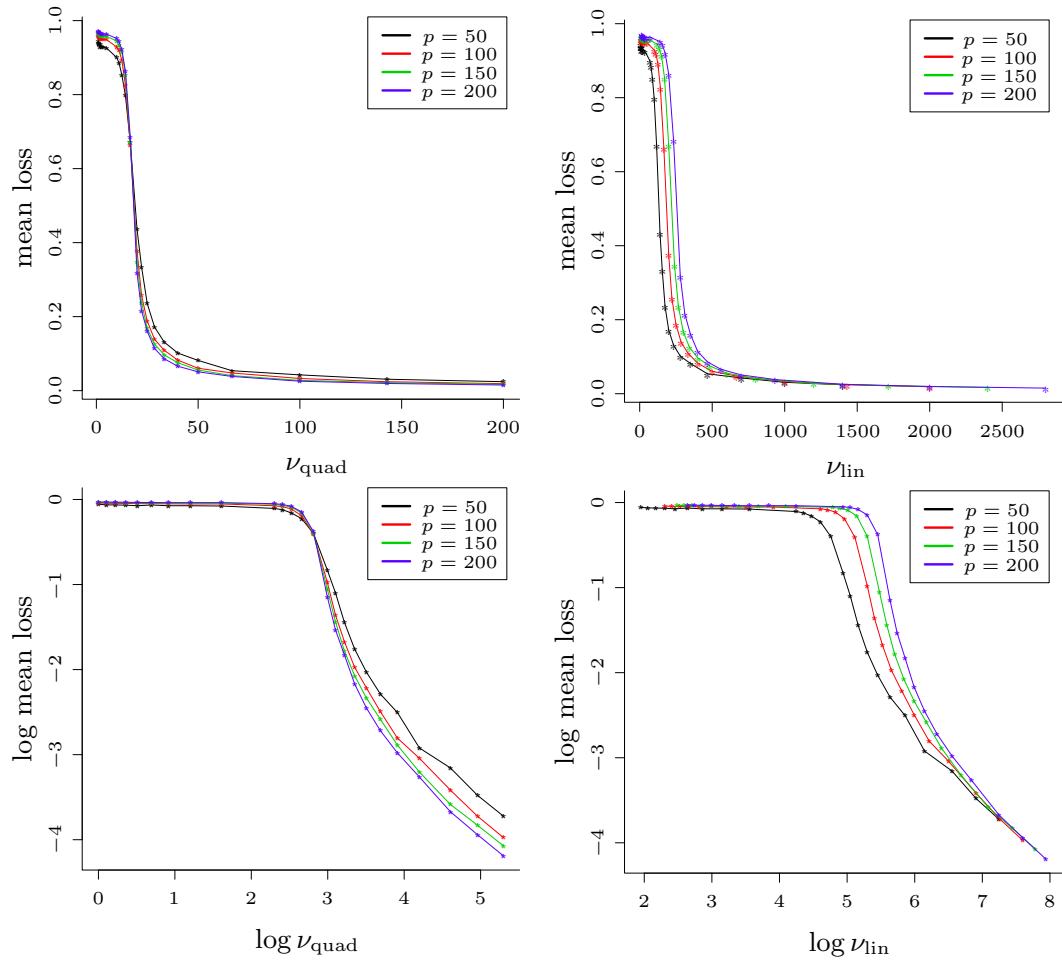 mean loss
0.0 0.2 0.4 0.6 0.8 1.0
0 50 100 150 200
ν_quad
p = 50
p = 100
p = 150
p = 200
mean loss
0.0 0.2 0.4 0.6 0.8 1.0
0 500 1000 1500 2000 2500
ν_lin
p = 50
p = 100
p = 150
p = 200
log mean loss
−4 −3 −2 −1 0
0 1 2 3 4 5
log ν_quad
p = 50
p = 100
p = 150
p = 200
log mean loss
−4 −3 −2 −1 0
2 3 4 5 6 7 8
log ν_lin
p = 50
p = 100
p = 150
p = 200